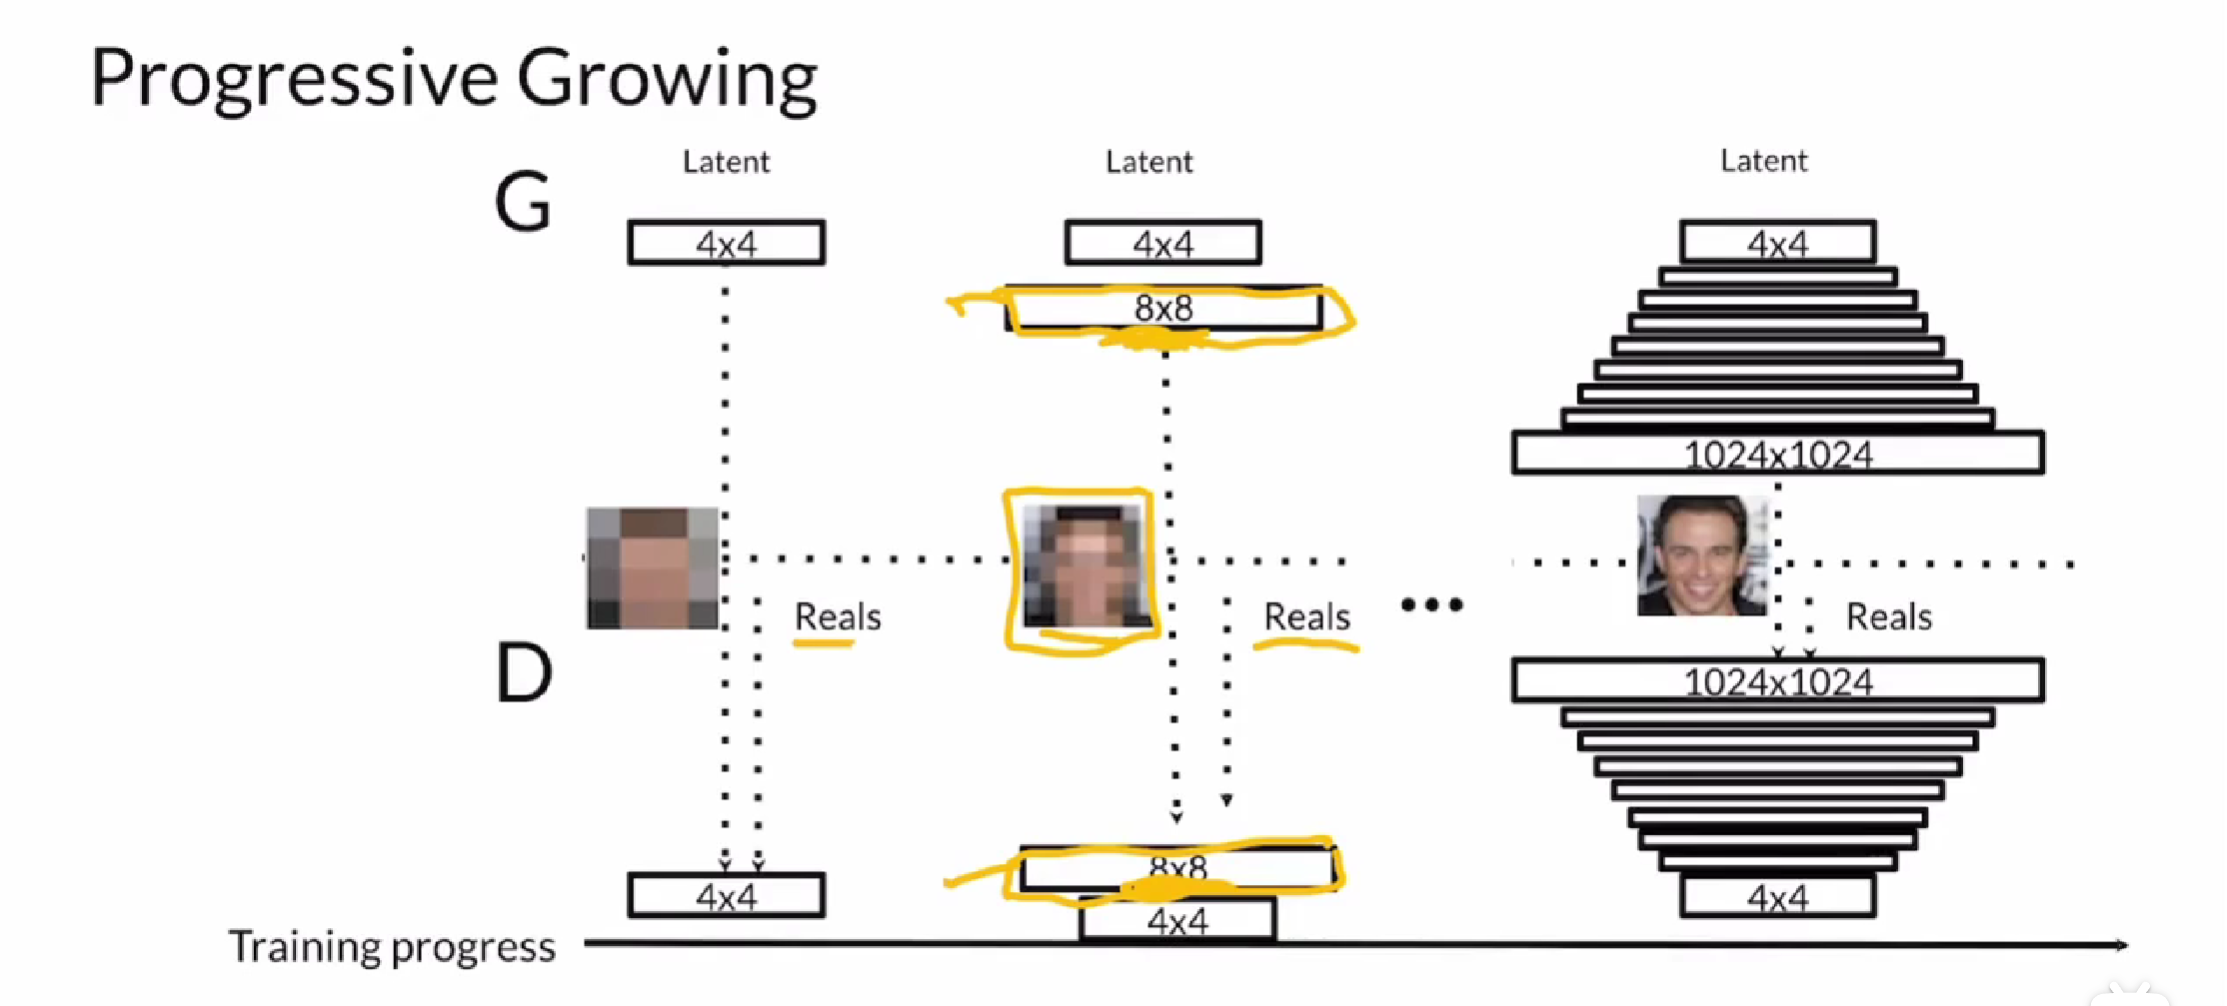 Progressive Growing
Latent Latent Latent
G
4x4 4x4 4x4
8x8
1024x1024
Reals Reals ... Reals
D
1024x1024
8x8
4x4 4x4 4x4
Training progress